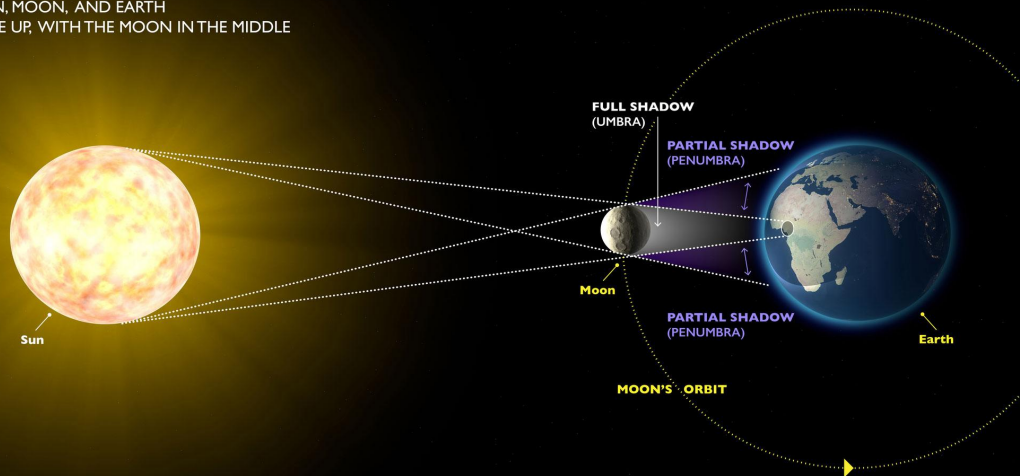 N, MOON, AND EARTH
E UP, WITH THE MOON IN THE MIDDLE
FULL SHADOW
(UMBRA)
PARTIAL SHADOW
(PENUMBRA)
Moon
PARTIAL SHADOW
(PENUMBRA)
Sun
Earth
MOON'S ORBIT